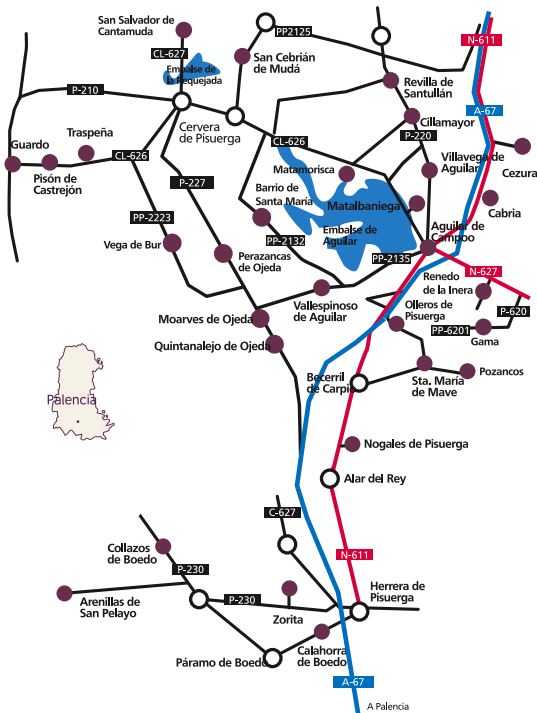 San Salvador de
Cantamuda
PP2125
N-611
CL-627
San Cebrián
de Mudá
Embalse de
la Requejada
Revilla de
Santullán
P-210
A-67
Cillamayor
Cervera
de Pisuerga
Traspeña
P-220
Guardo
CL-626
CL-626
Villavega de
Aguilar
Cezura
Pisón de
Castrejón
Matamorisca
P-227
Barrio de
Santa María
Matalbaniega
Cabria
PP-2223
Embalse de
Aguilar
Aguilar de
Campoo
Vega de Bur
PP-2132
Perazancas
de Ojeda
PP-2135
N-627
Renedo
de la Inera
Vallespinoso
de Aguilar
Olleros de
Pisuerga
P-620
Moarves de Ojeda
PP-6201
Gama
Quintanalejo de Ojeda
Becerril
de Carpio
Sta. María
de Mave
Pozancos
Palencia
Nogales de Pisuerga
Alar del Rey
C-627
Collazos
de Boedo
N-611
P-230
Herrera de
Pisuerga
Arenillas de
San Pelayo
P-230
Zorita
Páramo de Boedo
Calahorra
de Boedo
A-67
A Palencia